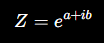 Z = e^{a+ib}